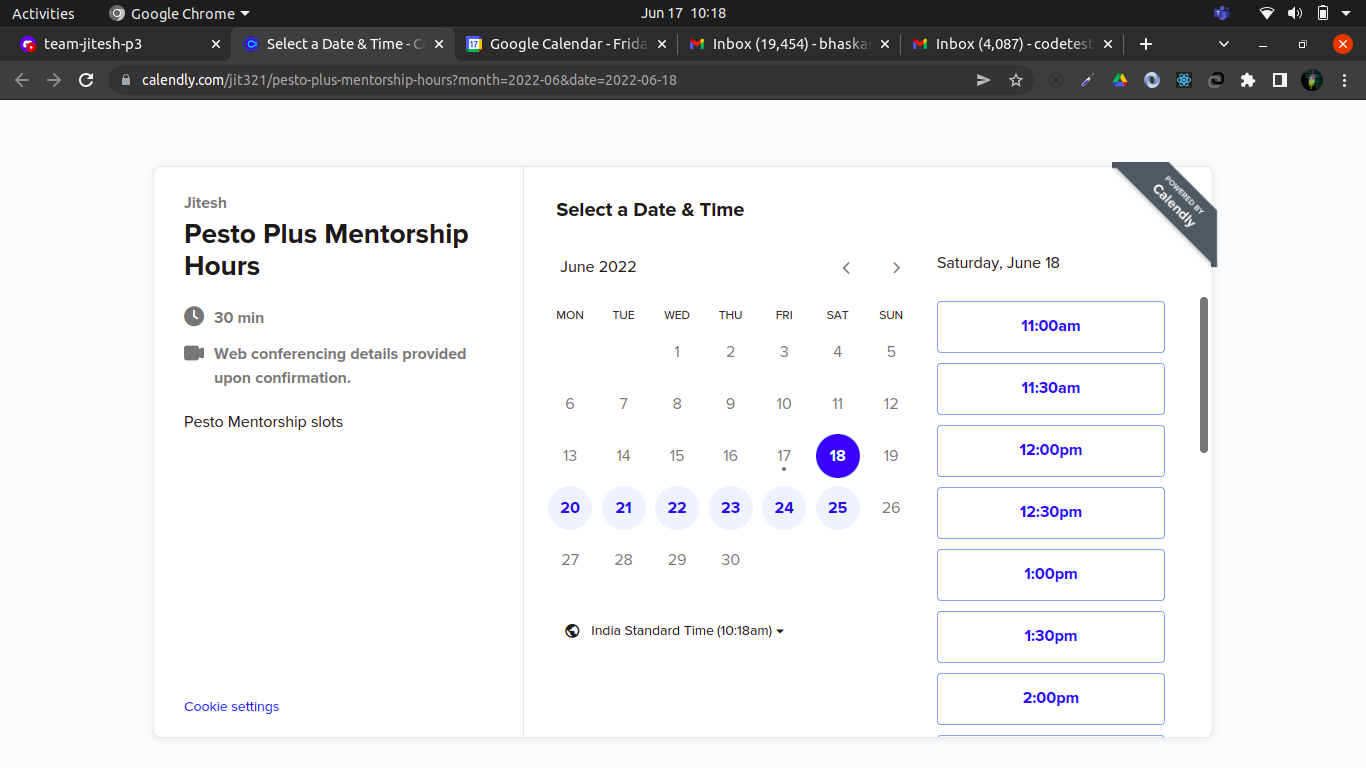 Activities
Google Chrome
Jun 17 10:18
team-jitesh-p3
Select a Date & Time - Ca
Google Calendar - Frida
Inbox (19,454) - bhaska
Inbox (4,087) - codetest
calendly.com/jit321/pesto-plus-mentorship-hours?month=2022-06&date=2022-06-18
POWERED BY
Calendly
Jitesh
Pesto Plus Mentorship
Hours
30 min
Web conferencing details provided
upon confirmation.
Pesto Mentorship slots
Cookie settings
Select a Date & Time
June 2022
MON TUE WED THU FRI SAT SUN
1 2 3 4 5
6 7 8 9 10 11 12
13 14 15 16 17 18 19
20 21 22 23 24 25 26
27 28 29 30
India Standard Time (10:18am)
Saturday, June 18
11:00am
11:30am
12:00pm
12:30pm
1:00pm
1:30pm
2:00pm